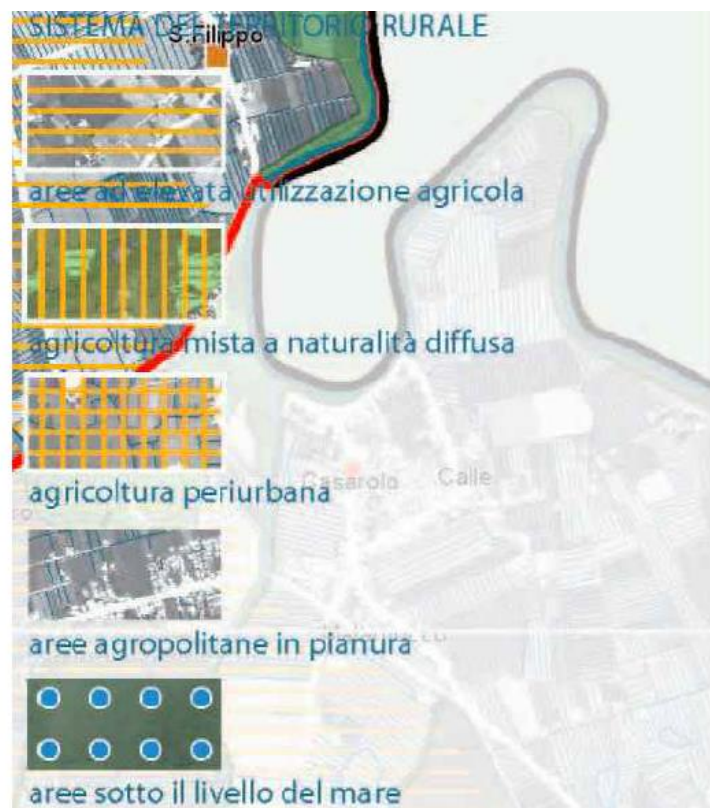 SISTEMA DEL TERRITORIO RURALE
S. Filippo
aree ad elevata utilizzazione agricola
agricoltura mista a naturalità diffusa
agricoltura periurbana
Casarolo
Calle
aree agropolitane in pianura
aree sotto il livello del mare